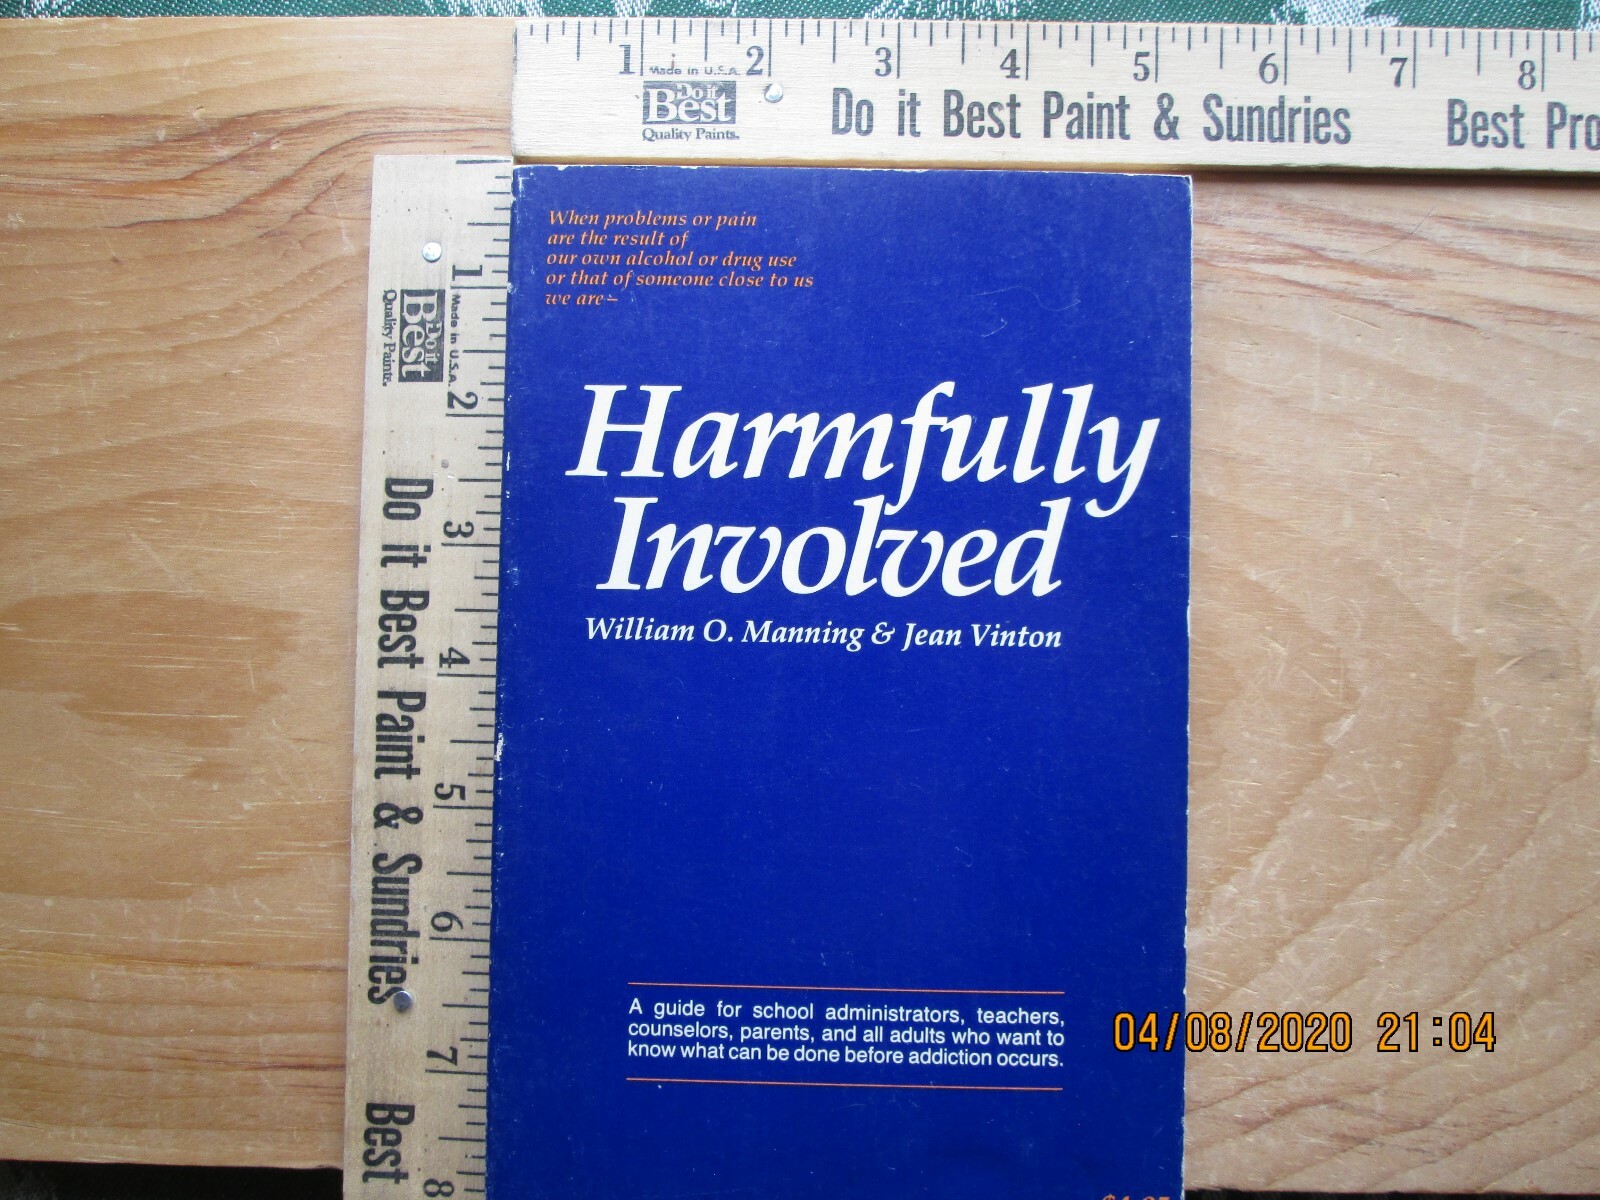 1 2 3 4 5 6 7 8
Made in U.S.A.
Do it
Best
Quality Paints.
Do it Best Paint & Sundries
Best Pro
When problems or pain
are the result of
our own alcohol or drug use
or that of someone close to us
we are–
Harmfully
Involved
William O. Manning & Jean Vinton
A guide for school administrators, teachers,
counselors, parents, and all adults who want to
know what can be done before addiction occurs.
1 2 3 4 5 6 7 8
Made in U.S.A.
Do it
Best
Quality Paints.
Do it Best Paint & Sundries
Best
04/08/2020 21:04